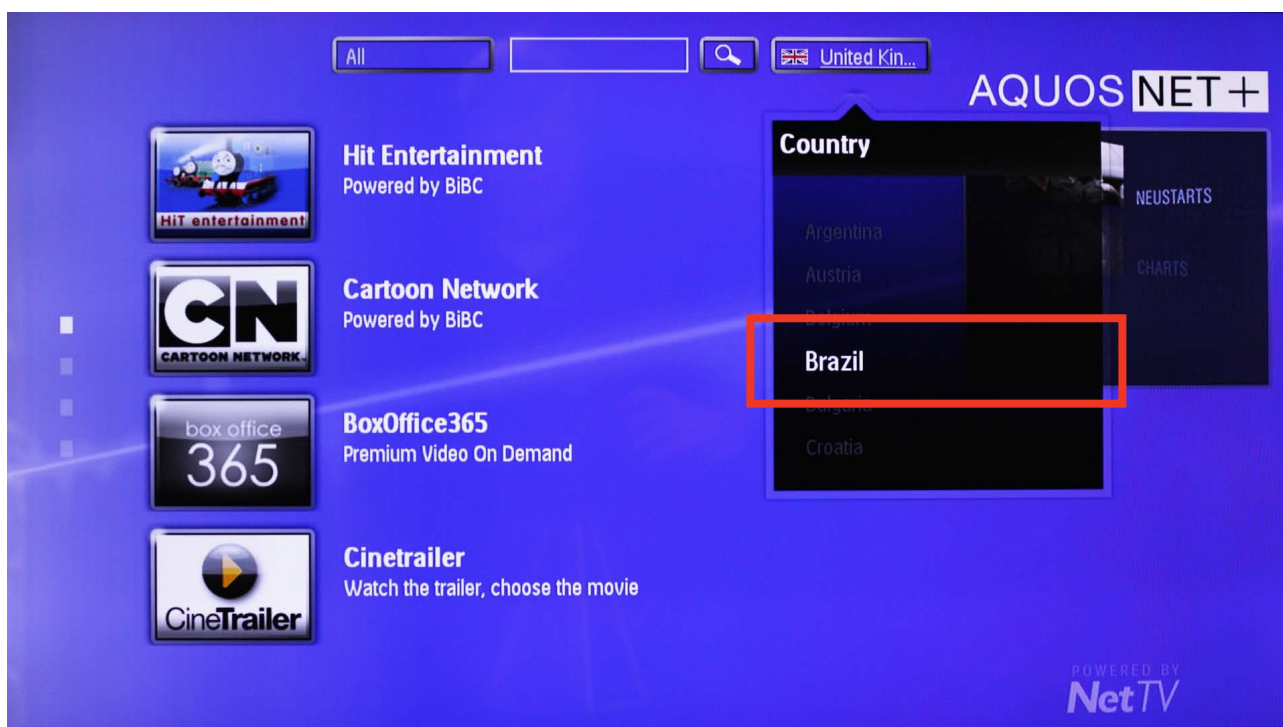 All
United Kin...
AQUOS NET+
Country
Argentina
Austria
Belgium
Brazil
Bulgaria
Croatia
NEUSTARTS
CHARTS
HiT entertainment
Hit Entertainment
Powered by BiBC
CN
CARTOON NETWORK
Cartoon Network
Powered by BiBC
box office
365
BoxOffice365
Premium Video On Demand
CineTrailer
Cinetrailer
Watch the trailer, choose the movie
POWERED BY
NetTV